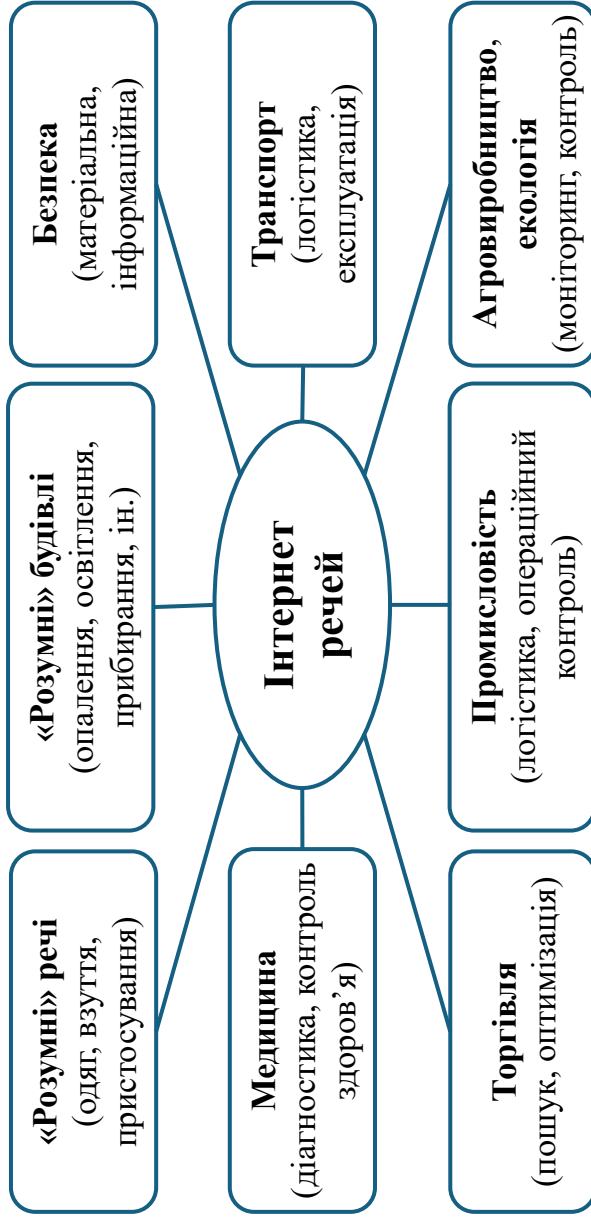 «Розумні» речі
(одяг, взуття,
пристосування)
«Розумні» будівлі
(опалення, освітлення,
прибирання, ін.)
Безпека
(матеріальна,
інформаційна)
Медицина
(діагностика, контроль
здоров’я)
Інтернет
речей
Транспорт
(логістика,
експлуатація)
Торгівля
(пошук, оптимізація)
Промисловість
(логістика, операційний
контроль)
Агровиробництво,
екологія
(моніторинг, контроль)